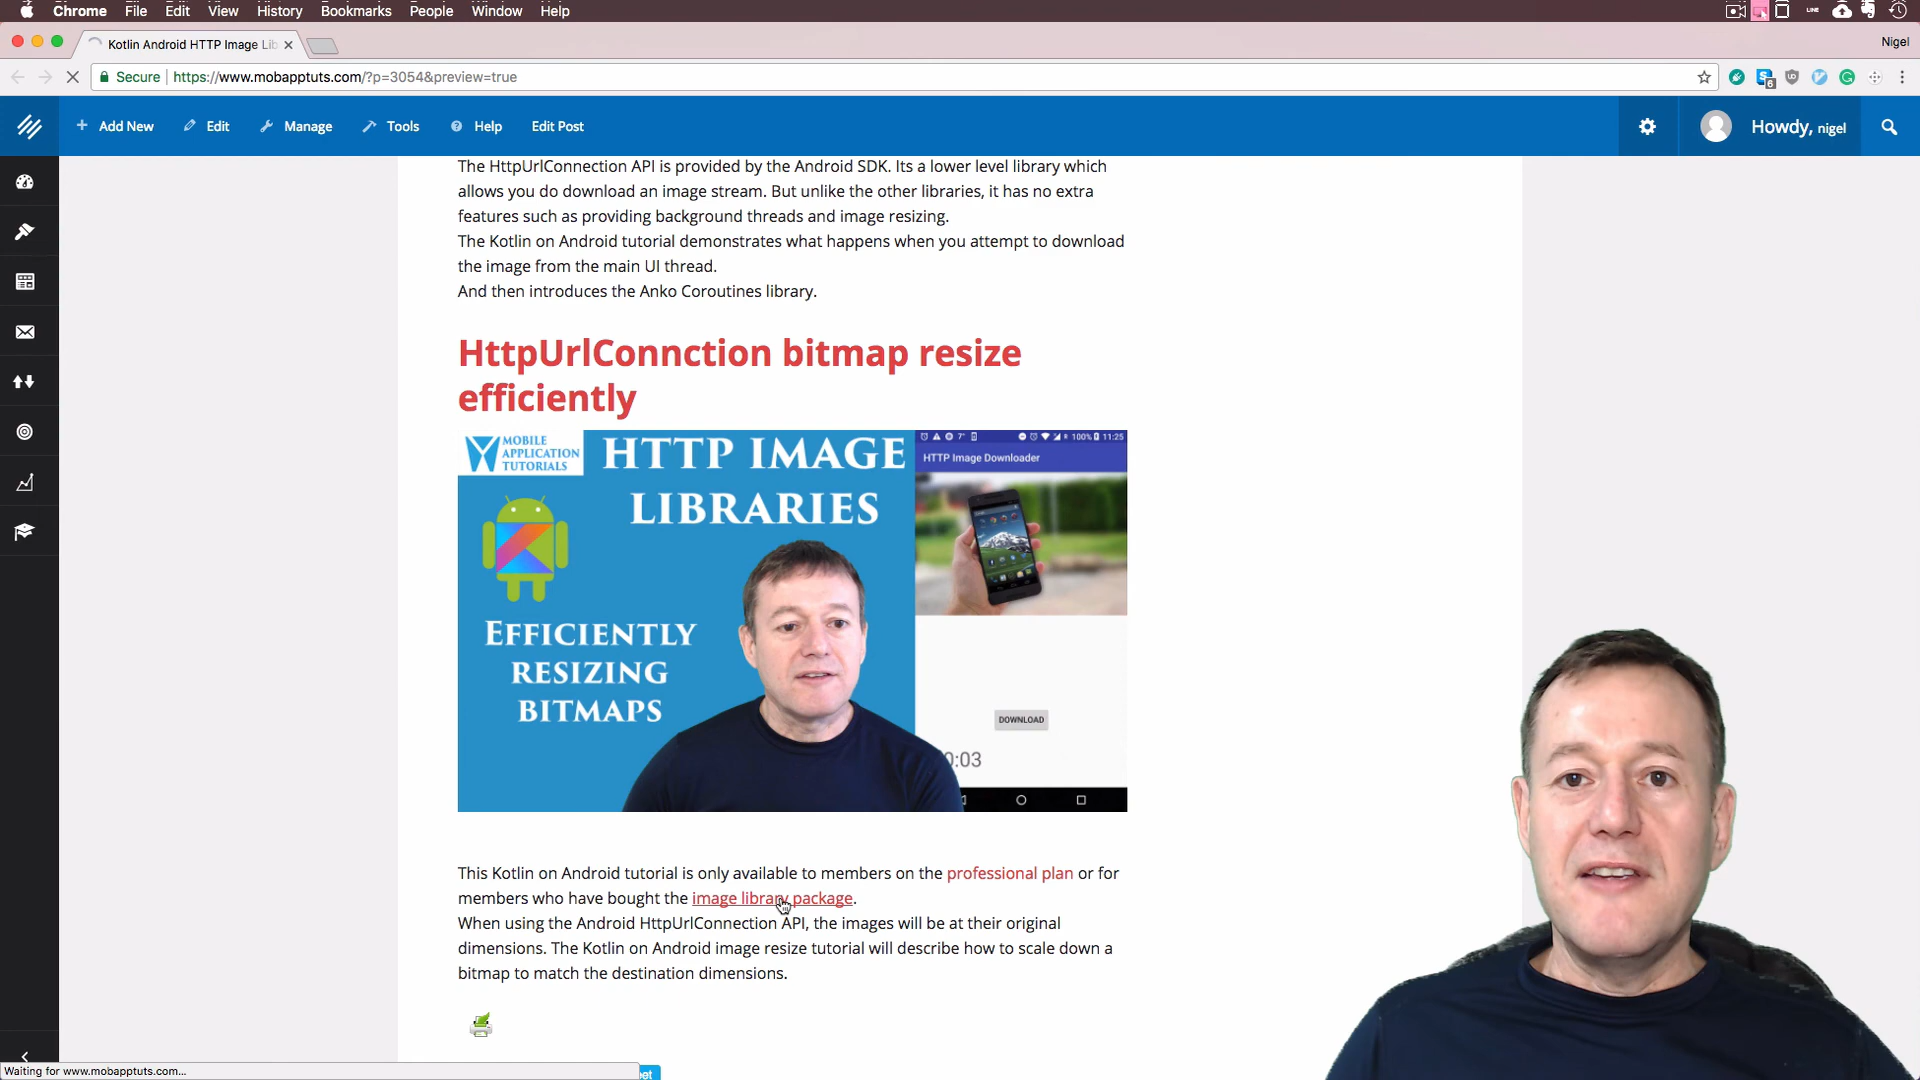 Chrome File Edit View History Bookmarks People Window Help
LINE
Kotlin Android HTTP Image Lib
Nigel
Secure https://www.mobapptuts.com/?p=3054&preview=true
6
Add New Edit Manage Tools Help Edit Post
Howdy, nigel
The HttpUrlConnection API is provided by the Android SDK. Its a lower level library which
allows you do download an image stream. But unlike the other libraries, it has no extra
features such as providing background threads and image resizing.
The Kotlin on Android tutorial demonstrates what happens when you attempt to download
the image from the main UI thread.
And then introduces the Anko Coroutines library.
HttpUrlConnction bitmap resize
efficiently
MOBILE
APPLICATION
TUTORIALS
HTTP IMAGE
LIBRARIES
EFFICIENTLY
RESIZING
BITMAPS
7° 100% 11:25
HTTP Image Downloader
DOWNLOAD
0:03
This Kotlin on Android tutorial is only available to members on the professional plan or for
members who have bought the image library package.
When using the Android HttpUrlConnection API, the images will be at their original
dimensions. The Kotlin on Android image resize tutorial will describe how to scale down a
bitmap to match the destination dimensions.
Waiting for www.mobapptuts.com...